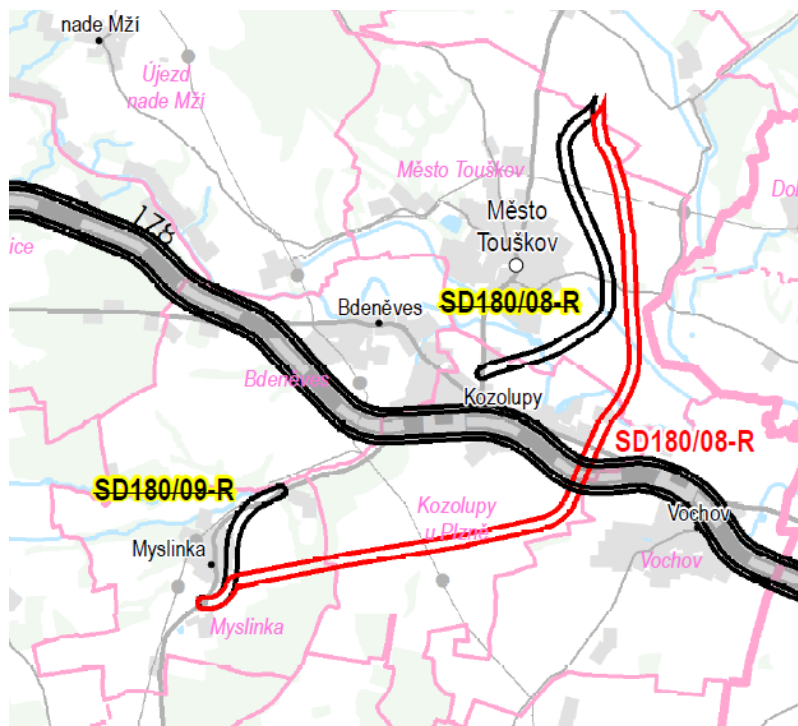 nade Mží
Újezd
nade Mží
Město Touškov
Dol
178
Město
Touškov
ice
SD180/08-R
Bdeněves
Bdeněves
Kozolupy
SD180/08-R
SD180/09-R
Kozolupy
u Plzně
Vochov
Myslinka
Vochov
Myslinka